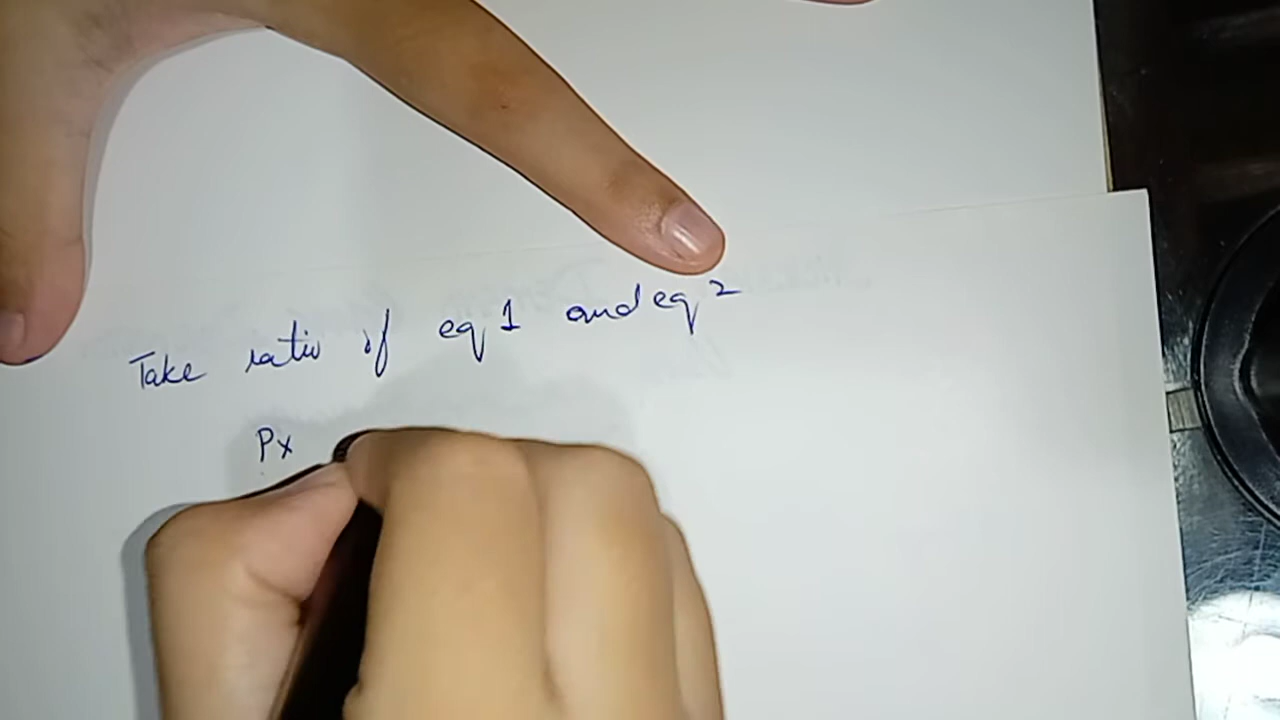 Take ratio of eq 1 and eq 2
Px